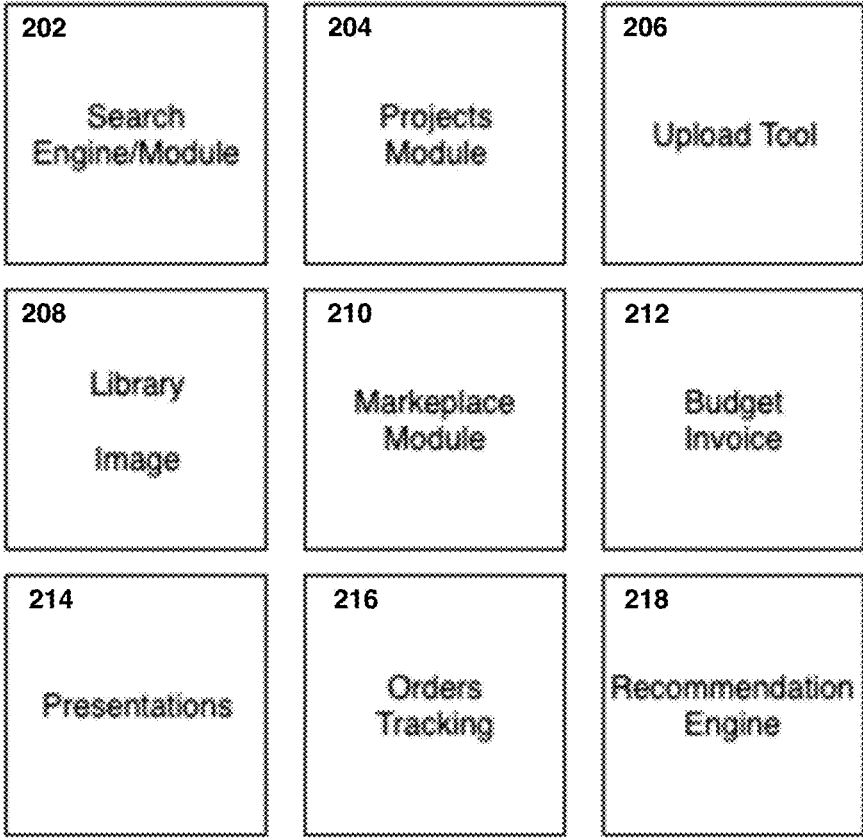 202
Search
Engine/Module
204
Projects
Module
206
Upload Tool
208
Library
Image
210
Markeplace
Module
212
Budget
Invoice
214
Presentations
216
Orders
Tracking
218
Recommendation
Engine